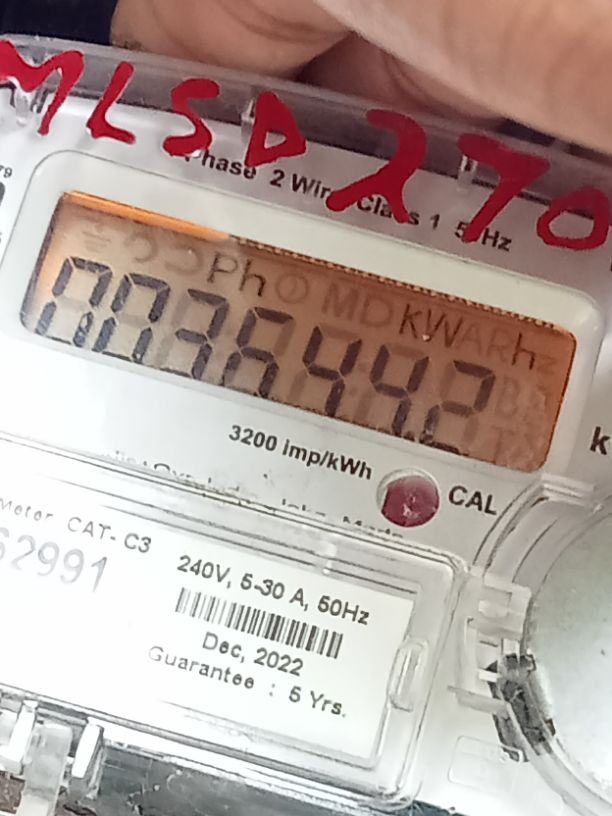 MLSD270
Phase 2 Wire Class 1 50Hz
79
Ph kWh
0036442
3200 imp/kWh
CAL
k
Meter CAT- C3
62991
240V, 5-30 A, 50Hz
Dec, 2022
Guarantee : 5 Yrs.